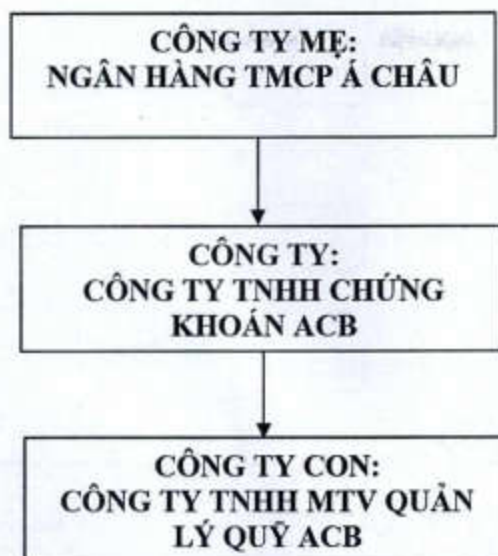 CÔNG TY MẸ:
NGÂN HÀNG TMCP Á CHÂU
CÔNG TY:
CÔNG TY TNHH CHỨNG
KHOÁN ACB
CÔNG TY CON:
CÔNG TY TNHH MTV QUẢN
LÝ QUỸ ACB